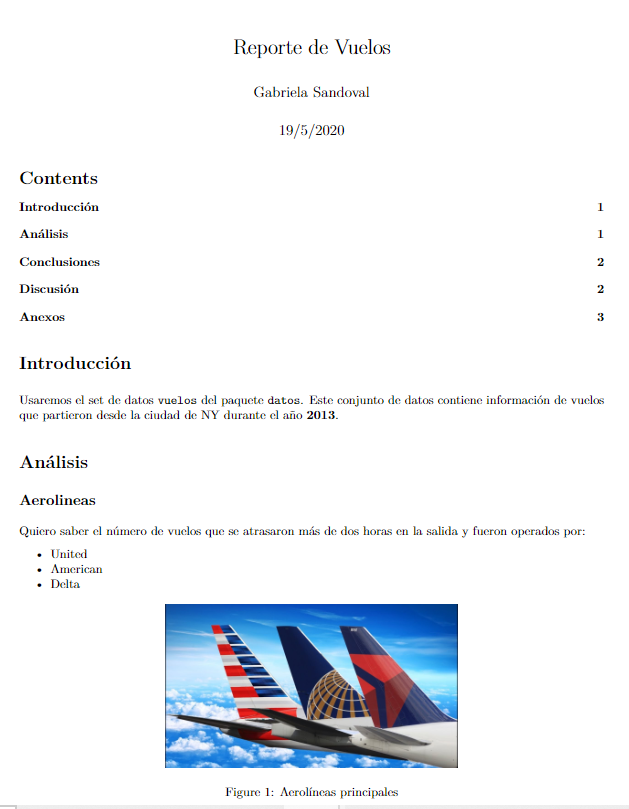 Reporte de Vuelos
Gabriela Sandoval
19/5/2020
Contents
Introducción 1
Análisis 1
Conclusiones 2
Discusión 2
Anexos 3
Introducción
Usaremos el set de datos vuelos del paquete datos. Este conjunto de datos contiene información de vuelos
que partieron desde la ciudad de NY durante el año 2013.
Análisis
Aerolineas
Quiero saber el número de vuelos que se atrasaron más de dos horas en la salida y fueron operados por:
• United
• American
• Delta
Figure 1: Aerolíneas principales